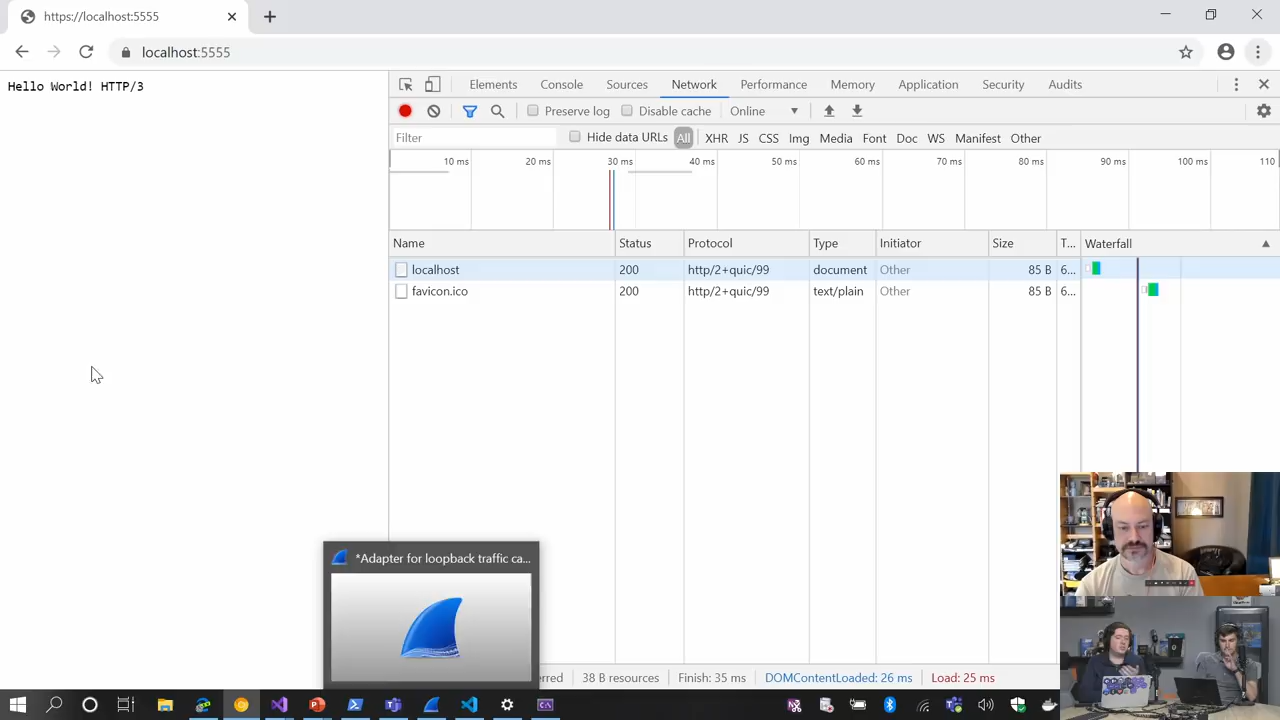 https://localhost:5555
localhost:5555
Hello World! HTTP/3
Elements Console Sources Network Performance Memory Application Security Audits
Preserve log Disable cache Online
Filter Hide data URLs All XHR JS CSS Img Media Font Doc WS Manifest Other
10 ms 20 ms 30 ms 40 ms 50 ms 60 ms 70 ms 80 ms 90 ms 100 ms 110
Name Status Protocol Type Initiator Size T... Waterfall
localhost 200 http/2+quic/99 document Other 85 B 6...
favicon.ico 200 http/2+quic/99 text/plain Other 85 B 6...
*Adapter for loopback traffic ca...
erred 38 B resources Finish: 35 ms DOMContentLoaded: 26 ms Load: 25 ms